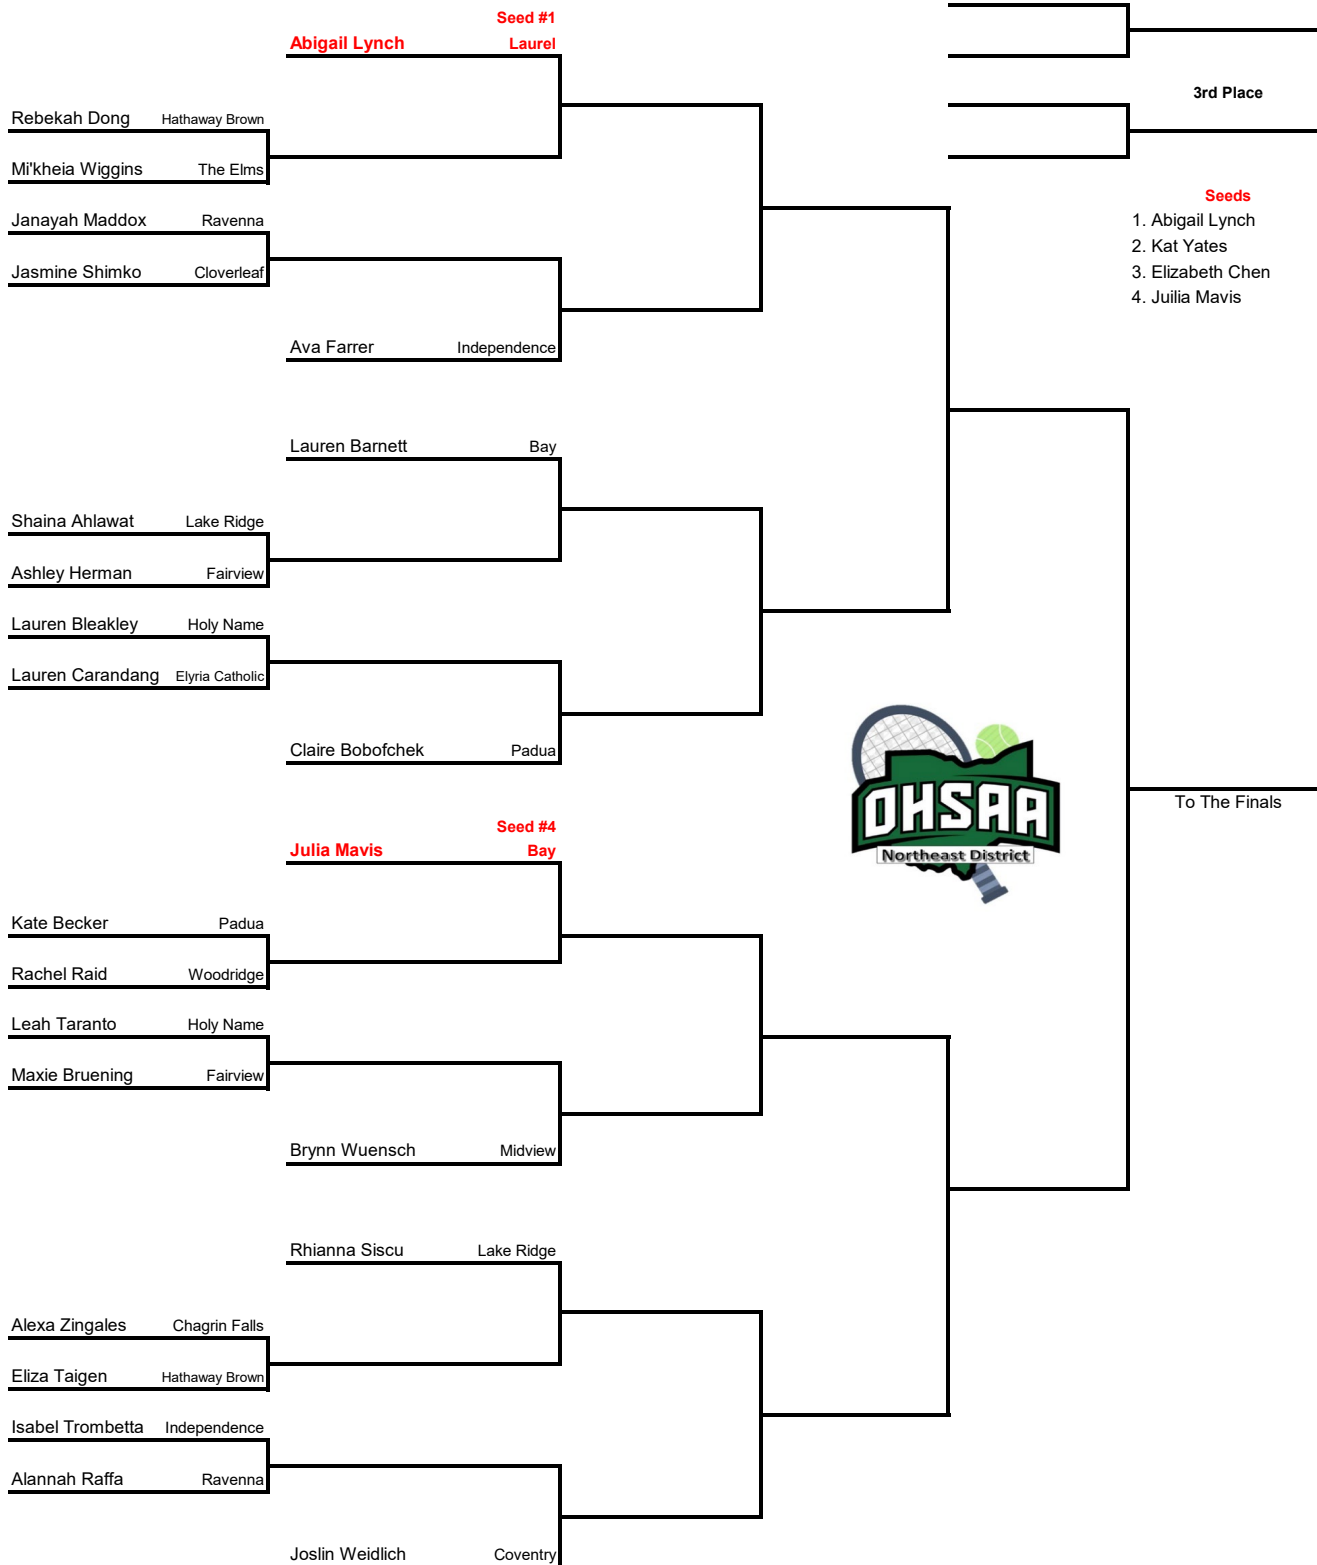 Seed #1
Abigail Lynch Laurel
3rd Place
Rebekah Dong Hathaway Brown
Mi'kheia Wiggins The Elms
Seeds
Janayah Maddox Ravenna
1. Abigail Lynch
2. Kat Yates
Jasmine Shimko Cloverleaf
3. Elizabeth Chen
4. Juilia Mavis
Ava Farrer Independence
Lauren Barnett Bay
Shaina Ahlawat Lake Ridge
Ashley Herman Fairview
Lauren Bleakley Holy Name
Lauren Carandang Elyria Catholic
Claire Bobofchek Padua
OHSAA
Northeast District
To The Finals
Seed #4
Julia Mavis Bay
Kate Becker Padua
Rachel Raid Woodridge
Leah Taranto Holy Name
Maxie Bruening Fairview
Brynn Wuensch Midview
Rhianna Siscu Lake Ridge
Alexa Zingales Chagrin Falls
Eliza Taigen Hathaway Brown
Isabel Trombetta Independence
Alannah Raffa Ravenna
Joslin Weidlich Coventry